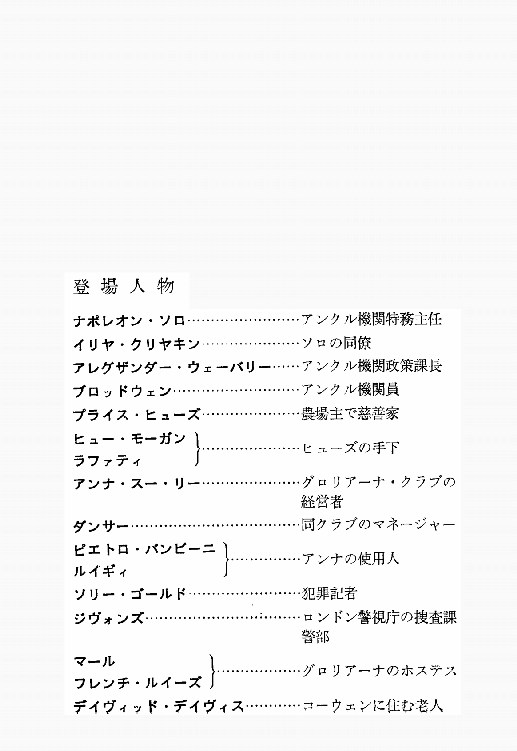 登場人物
ナポレオン・ソロ……………………アンクル機関特務主任
イリヤ・クリヤキン…………………ソロの同僚
アレグザンダー・ウェーバリー……アンクル機関政策課長
ブロッドウェン………………………アンクル機関員
プライス・ヒューズ…………………農場主で慈善家
ヒュー・モーガン
ラファティ
}…………………ヒューズの手下
アンナ・スー・リー…………………グロリアーナ・クラブの
経営者
ダンサー………………………………同クラブのマネージャー
ピエトロ・バンビーニ
ルイギィ
}……………アンナの使用人
ソリー・ゴールド……………………犯罪記者
ジヴォンズ……………………………ロンドン警視庁の捜査課
警部
マール
フレンチ・ルイーズ
}………………グロリアーナのホステス
デイヴィッド・デイヴィス…………コーウェンに住む老人